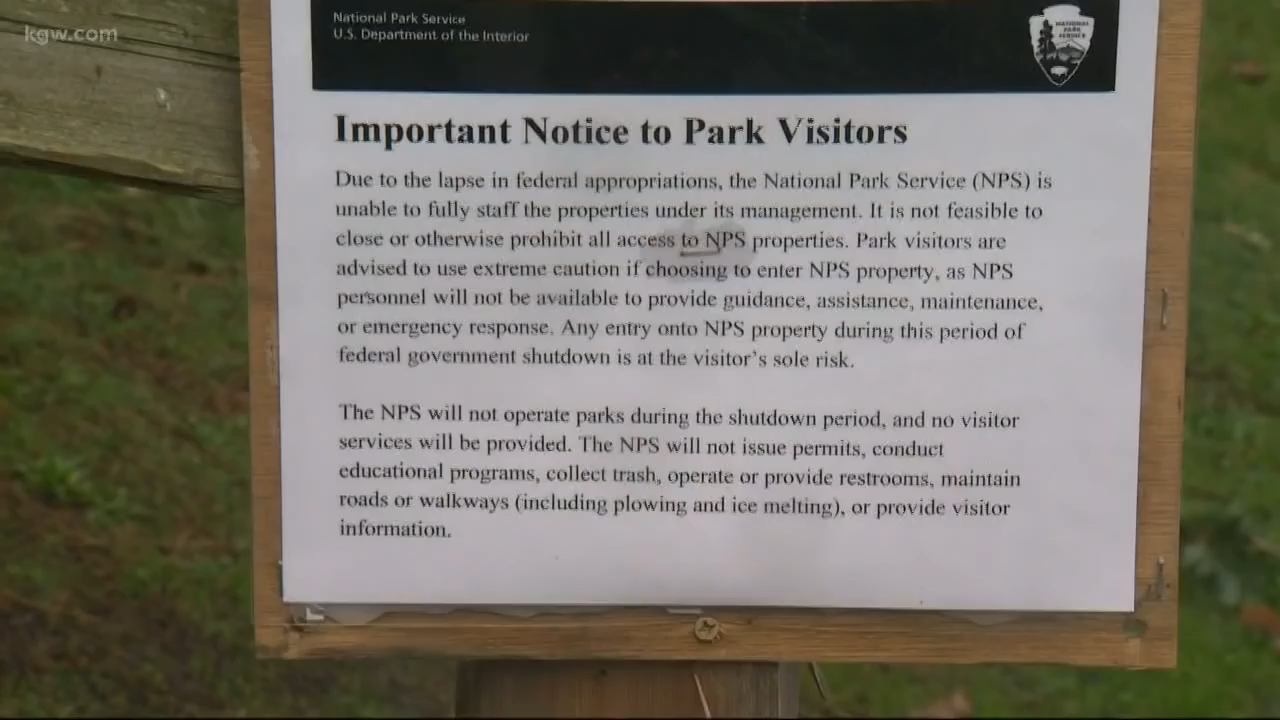 kgw.com
National Park Service
U.S. Department of the Interior
NATIONAL
PARK
SERVICE
Important Notice to Park Visitors
Due to the lapse in federal appropriations, the National Park Service (NPS) is
unable to fully staff the properties under its management. It is not feasible to
close or otherwise prohibit all access to NPS properties. Park visitors are
advised to use extreme caution if choosing to enter NPS property, as NPS
personnel will not be available to provide guidance, assistance, maintenance,
or emergency response. Any entry onto NPS property during this period of
federal government shutdown is at the visitor's sole risk.
The NPS will not operate parks during the shutdown period, and no visitor
services will be provided. The NPS will not issue permits, conduct
educational programs, collect trash, operate or provide restrooms, maintain
roads or walkways (including plowing and ice melting), or provide visitor
information.